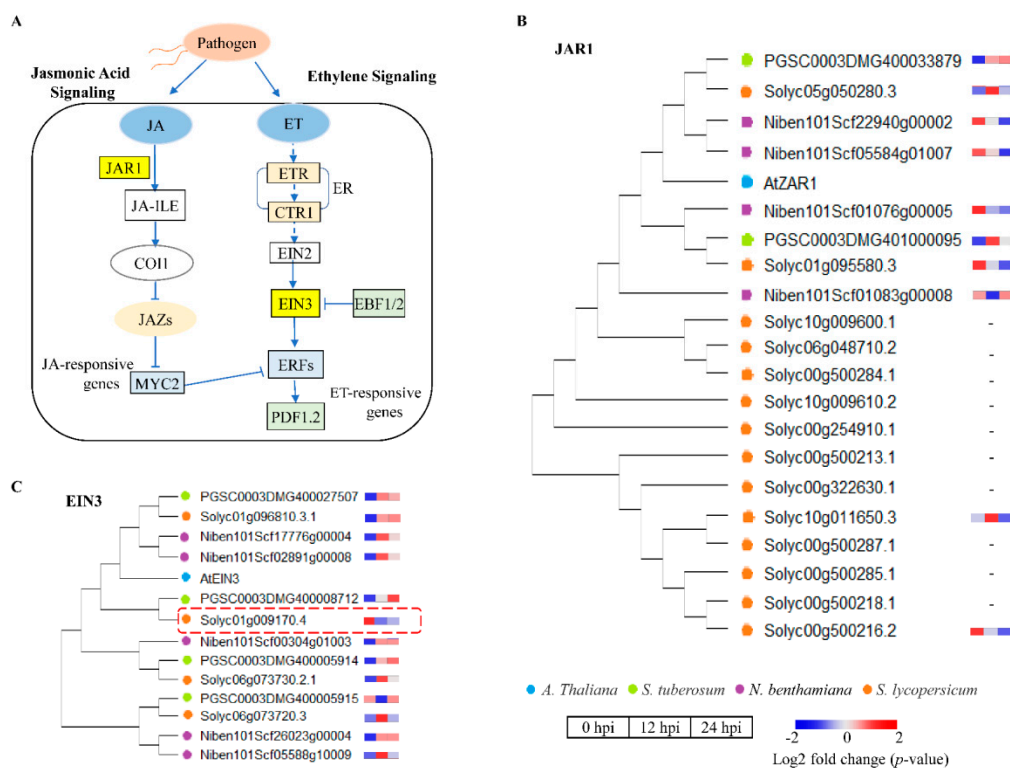 A
Pathogen
Jasmonic Acid
Signaling
Ethylene Signaling
JA
ET
JAR1
ETR
ER
JA-ILE
CTR1
COI1
EIN2
JAZs
EIN3
EBF1/2
JA-responsive
genes
MYC2
ERFs
ET-responsive
genes
PDF1.2
B
JAR1
PGSC0003DMG400033879
Solyc05g050280.3
Niben101Scf22940g00002
Niben101Scf05584g01007
AtZAR1
Niben101Scf01076g00005
PGSC0003DMG401000095
Solyc01g095580.3
Niben101Scf01083g00008
Solyc10g009600.1 -
Solyc06g048710.2 -
Solyc00g500284.1 -
Solyc10g009610.2 -
Solyc00g254910.1 -
Solyc00g500213.1 -
Solyc00g322630.1 -
Solyc10g011650.3
Solyc00g500287.1 -
Solyc00g500285.1 -
Solyc00g500218.1 -
Solyc00g500216.2
C
EIN3
PGSC0003DMG400027507
Solyc01g096810.3.1
Niben101Scf17776g00004
Niben101Scf02891g00008
AtEIN3
PGSC0003DMG400008712
Solyc01g009170.4
Niben101Scf00304g01003
PGSC0003DMG400005914
Solyc06g073730.2.1
PGSC0003DMG400005915
Solyc06g073720.3
Niben101Scf26023g00004
Niben101Scf05588g10009
A. Thaliana S. tuberosum N. benthamiana S. lycopersicum
0 hpi 12 hpi 24 hpi
-2 0 2
Log2 fold change (p-value)